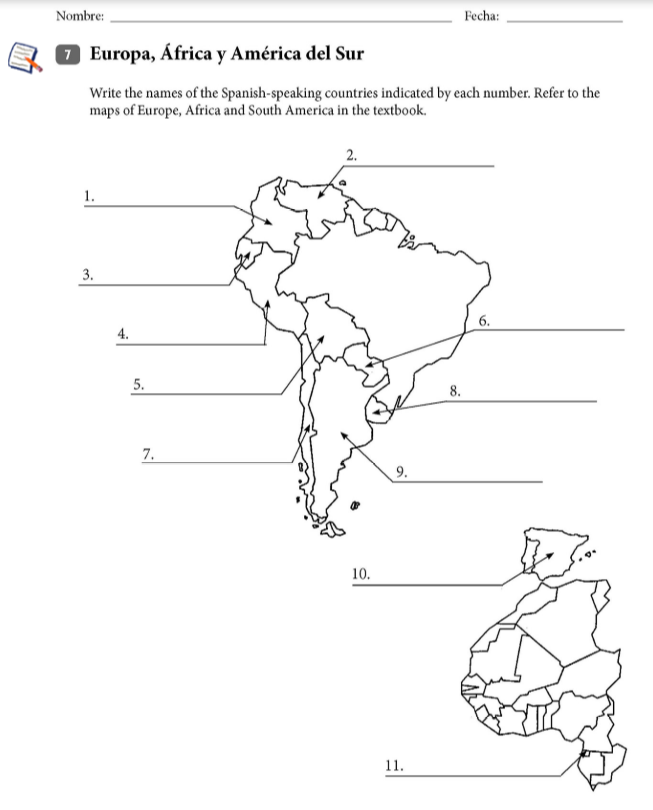 Nombre: ____ Fecha: ____
7 Europa, África y América del Sur
Write the names of the Spanish-speaking countries indicated by each number. Refer to the
maps of Europe, Africa and South America in the textbook.
2.
1.
3.
6.
4.
5.
8.
7.
9.
10.
11.